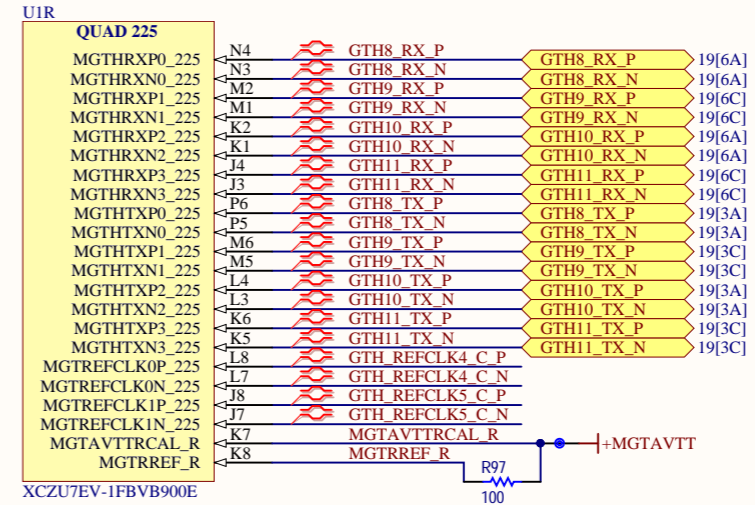 U1R
QUAD 225
MGTHRXP0_225 N4 GTH8_RX_P GTH8_RX_P 19[6A]
MGTHRXN0_225 N3 GTH8_RX_N GTH8_RX_N 19[6A]
MGTHRXP1_225 M2 GTH9_RX_P GTH9_RX_P 19[6C]
MGTHRXN1_225 M1 GTH9_RX_N GTH9_RX_N 19[6C]
MGTHRXP2_225 K2 GTH10_RX_P GTH10_RX_P 19[6A]
MGTHRXN2_225 K1 GTH10_RX_N GTH10_RX_N 19[6A]
MGTHRXP3_225 J4 GTH11_RX_P GTH11_RX_P 19[6C]
MGTHRXN3_225 J3 GTH11_RX_N GTH11_RX_N 19[6C]
MGTHTXP0_225 P6 GTH8_TX_P GTH8_TX_P 19[3A]
MGTHTXN0_225 P5 GTH8_TX_N GTH8_TX_N 19[3A]
MGTHTXP1_225 M6 GTH9_TX_P GTH9_TX_P 19[3C]
MGTHTXN1_225 M5 GTH9_TX_N GTH9_TX_N 19[3C]
MGTHTXP2_225 L4 GTH10_TX_P GTH10_TX_P 19[3A]
MGTHTXN2_225 L3 GTH10_TX_N GTH10_TX_N 19[3A]
MGTHTXP3_225 K6 GTH11_TX_P GTH11_TX_P 19[3C]
MGTHTXN3_225 K5 GTH11_TX_N GTH11_TX_N 19[3C]
MGTREFCLK0P_225 L8 GTH_REFCLK4_C_P
MGTREFCLK0N_225 L7 GTH_REFCLK4_C_N
MGTREFCLK1P_225 J8 GTH_REFCLK5_C_P
MGTREFCLK1N_225 J7 GTH_REFCLK5_C_N
MGTAVTTRCAL_R K7 MGTAVTTRCAL_R +MGTAVTT
MGTRREF_R K8 MGTRREF_R
R97
100
XCZU7EV-1FBVB900E